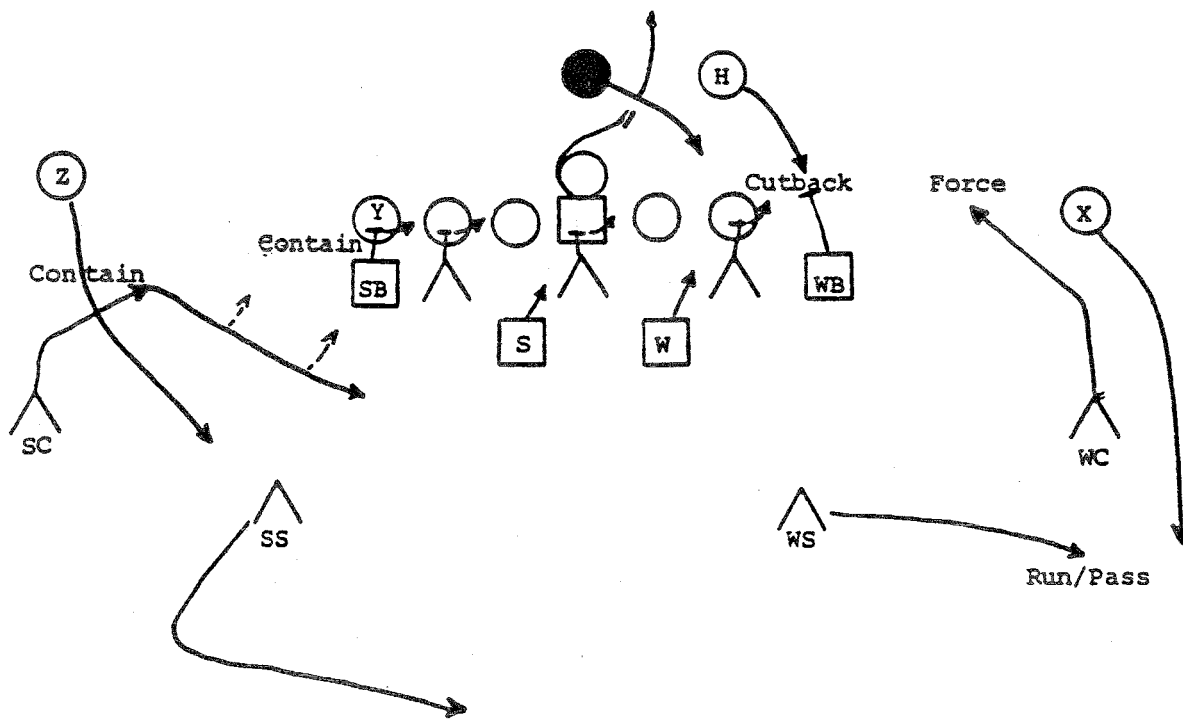 H
Z
Cutback
Force
Y
X
Contain
Contain
SB
WB
S
W
SC
WC
SS
WS
Run/Pass